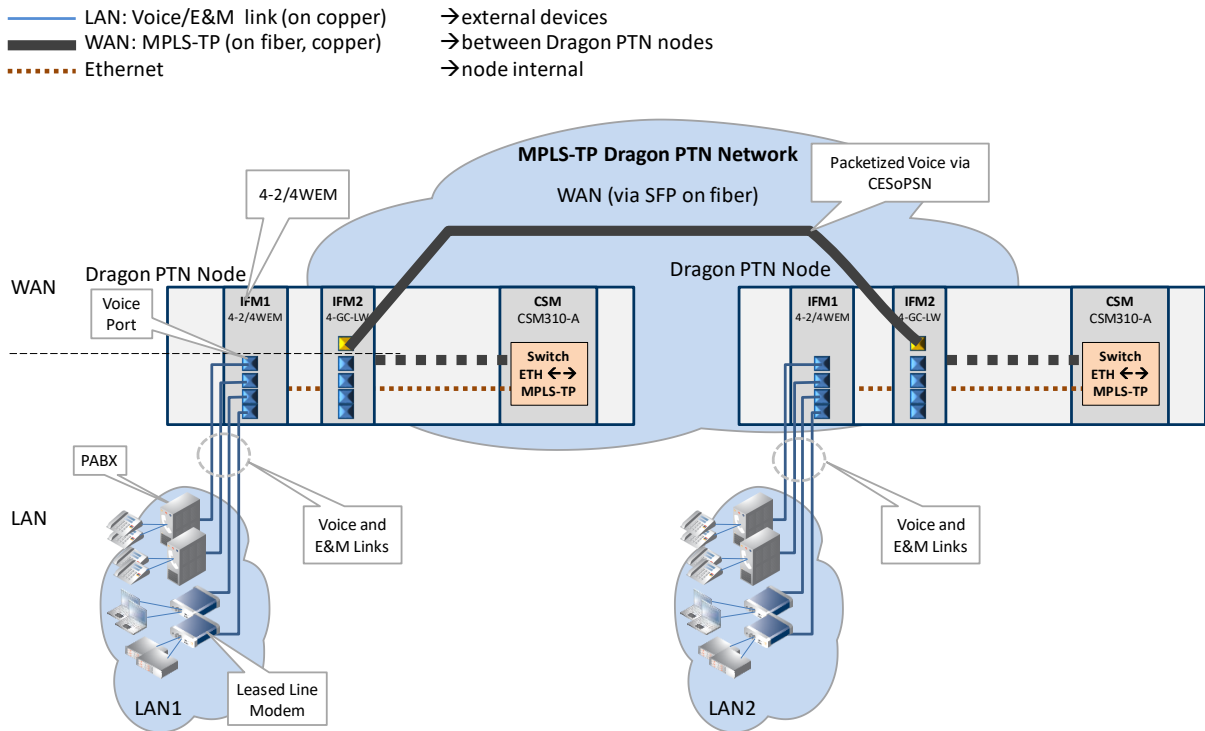 LAN: Voice/E&M link (on copper) →external devices
WAN: MPLS-TP (on fiber, copper) →between Dragon PTN nodes
Ethernet →node internal
MPLS-TP Dragon PTN Network
WAN (via SFP on fiber)
Packetized Voice via
CESoPSN
4-2/4WEM
Dragon PTN Node
Dragon PTN Node
WAN
Voice
Port
IFM1
4-2/4WEM
IFM2
4-GC-LW
CSM
CSM310-A
Switch
ETH ←→
MPLS-TP
IFM1
4-2/4WEM
IFM2
4-GC-LW
CSM
CSM310-A
Switch
ETH ←→
MPLS-TP
PABX
LAN
Voice and
E&M Links
Voice and
E&M Links
Leased Line
Modem
LAN1
LAN2